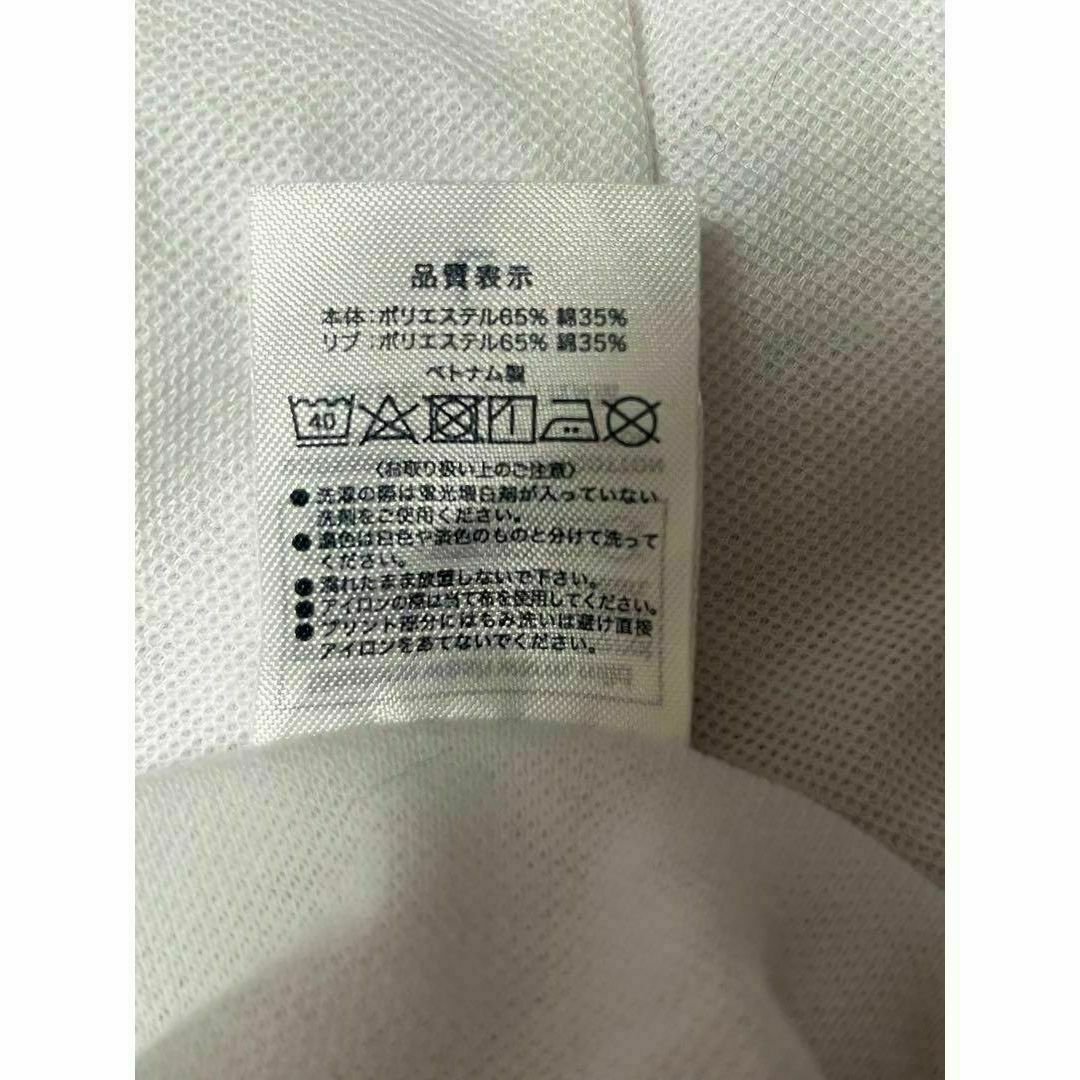 品質表示
本体:ポリエステル65% 綿35%
リブ:ポリエステル65% 綿35%
ベトナム製
40
〈お取り扱い上のご注意〉
●洗濯の際は蛍光増白剤が入っていない
洗剤をご使用ください。
●濃色は白色や淡色のものと分けて洗って
ください。
●濡れたまま放置しないで下さい。
●アイロンの際は当て布を使用してください。
●プリント部分にはもみ洗いは避け直接
アイロンをあてないでください。